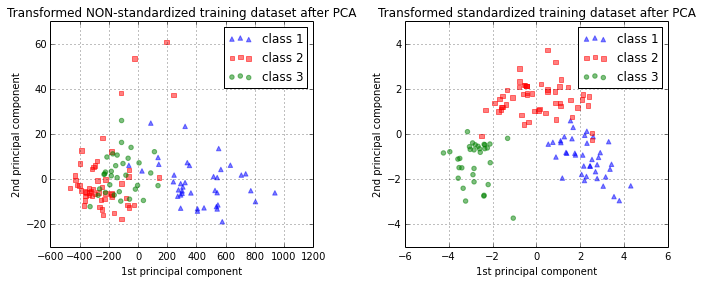 Transformed NON-standardized training dataset after PCA
class 1
class 2
class 3
60
40
20
0
−20
−600 −400 −200 0 200 400 600 800 1000 1200
1st principal component
2nd principal component
Transformed standardized training dataset after PCA
class 1
class 2
class 3
4
2
0
−2
−4
−6 −4 −2 0 2 4 6
1st principal component
2nd principal component